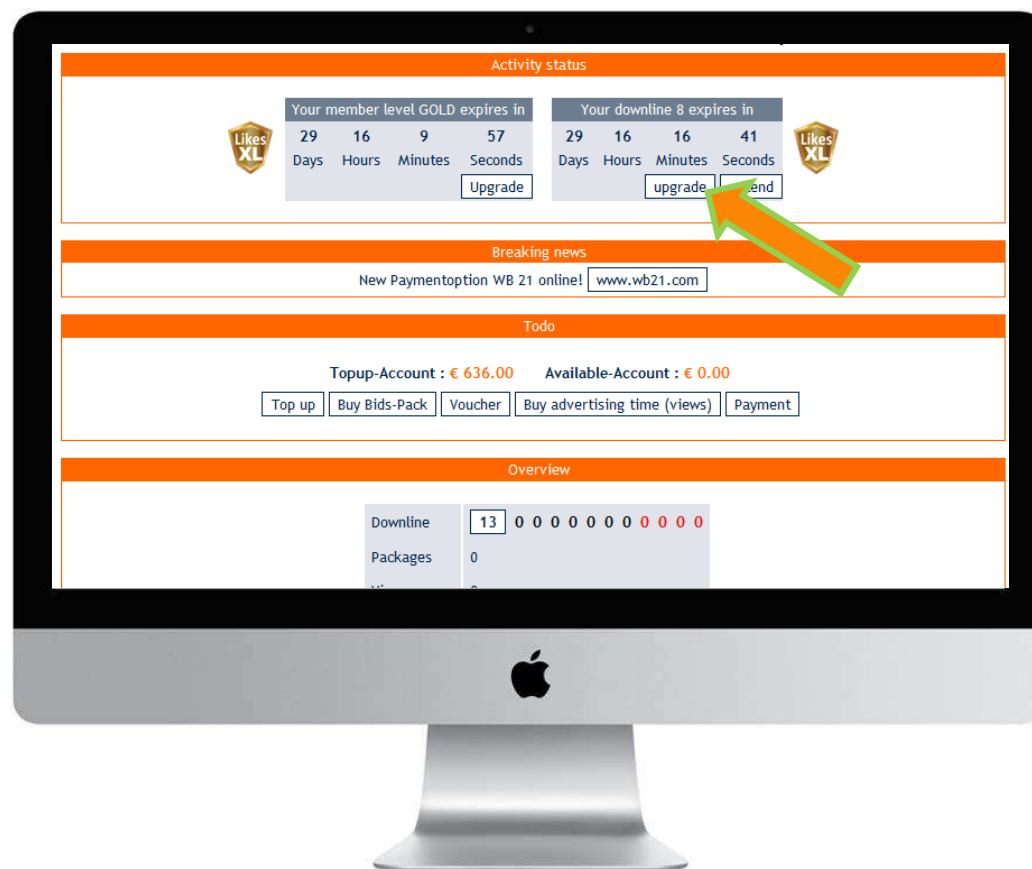 Activity status
Your member level GOLD expires in
29 16 9 57
Days Hours Minutes Seconds
Upgrade
Likes XL
Your downline 8 expires in
29 16 16 41
Days Hours Minutes Seconds
upgrade
Likes XL
Breaking news
New Paymentoption WB 21 online! www.wb21.com
Todo
Topup-Account : € 636.00 Available-Account : € 0.00
Top up Buy Bids-Pack Voucher Buy advertising time (views) Payment
Overview
Downline 13 0 0 0 0 0 0 0 0 0 0 0
Packages 0